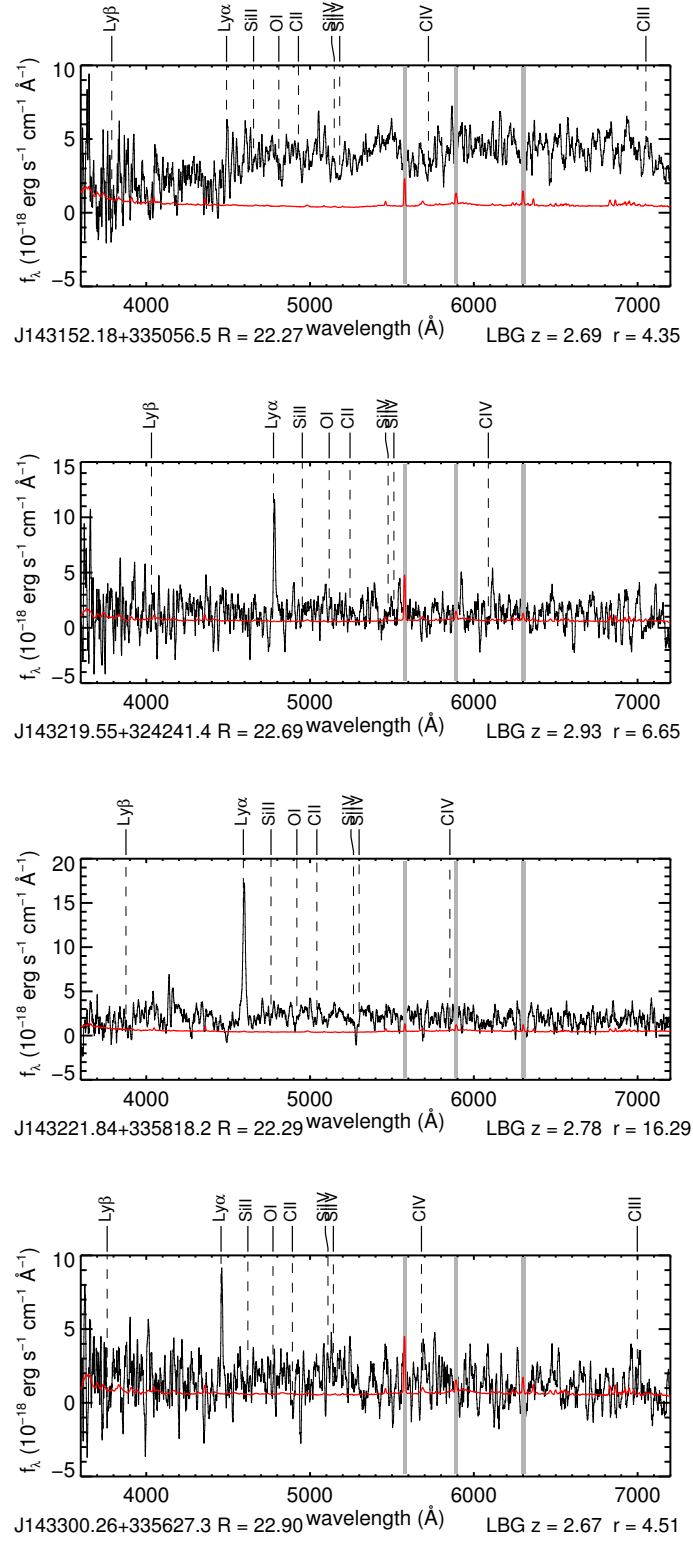 Lyβ Lyα SiII OI CII SiIV SiIV CIV CIII
10
5
0
−5
fλ (10⁻¹⁸ erg s⁻¹ cm⁻¹ Å⁻¹)
4000 5000 6000 7000
wavelength (Å)
J143152.18+335056.5 R = 22.27 LBG z = 2.69 r = 4.35
Lyβ Lyα SiII OI CII SiIV SiIV CIV
15
10
5
0
−5
fλ (10⁻¹⁸ erg s⁻¹ cm⁻¹ Å⁻¹)
4000 5000 6000 7000
wavelength (Å)
J143219.55+324241.4 R = 22.69 LBG z = 2.93 r = 6.65
Lyβ Lyα SiII OI CII SiIV SiIV CIV
20
15
10
5
0
−5
fλ (10⁻¹⁸ erg s⁻¹ cm⁻¹ Å⁻¹)
4000 5000 6000 7000
wavelength (Å)
J143221.84+335818.2 R = 22.29 LBG z = 2.78 r = 16.29
Lyβ Lyα SiII OI CII SiIV SiIV CIV CIII
10
5
0
−5
fλ (10⁻¹⁸ erg s⁻¹ cm⁻¹ Å⁻¹)
4000 5000 6000 7000
wavelength (Å)
J143300.26+335627.3 R = 22.90 LBG z = 2.67 r = 4.51